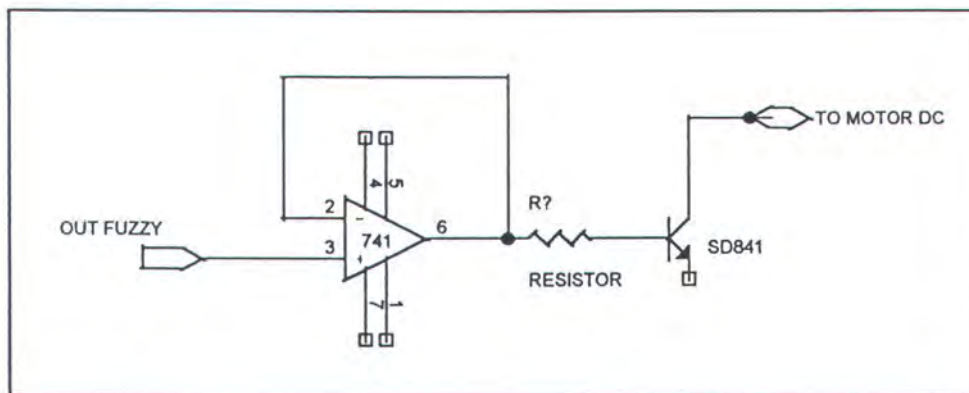 TO MOTOR DC
4 5
2
R?
OUT FUZZY
6
3
741
SD841
RESISTOR
7 1